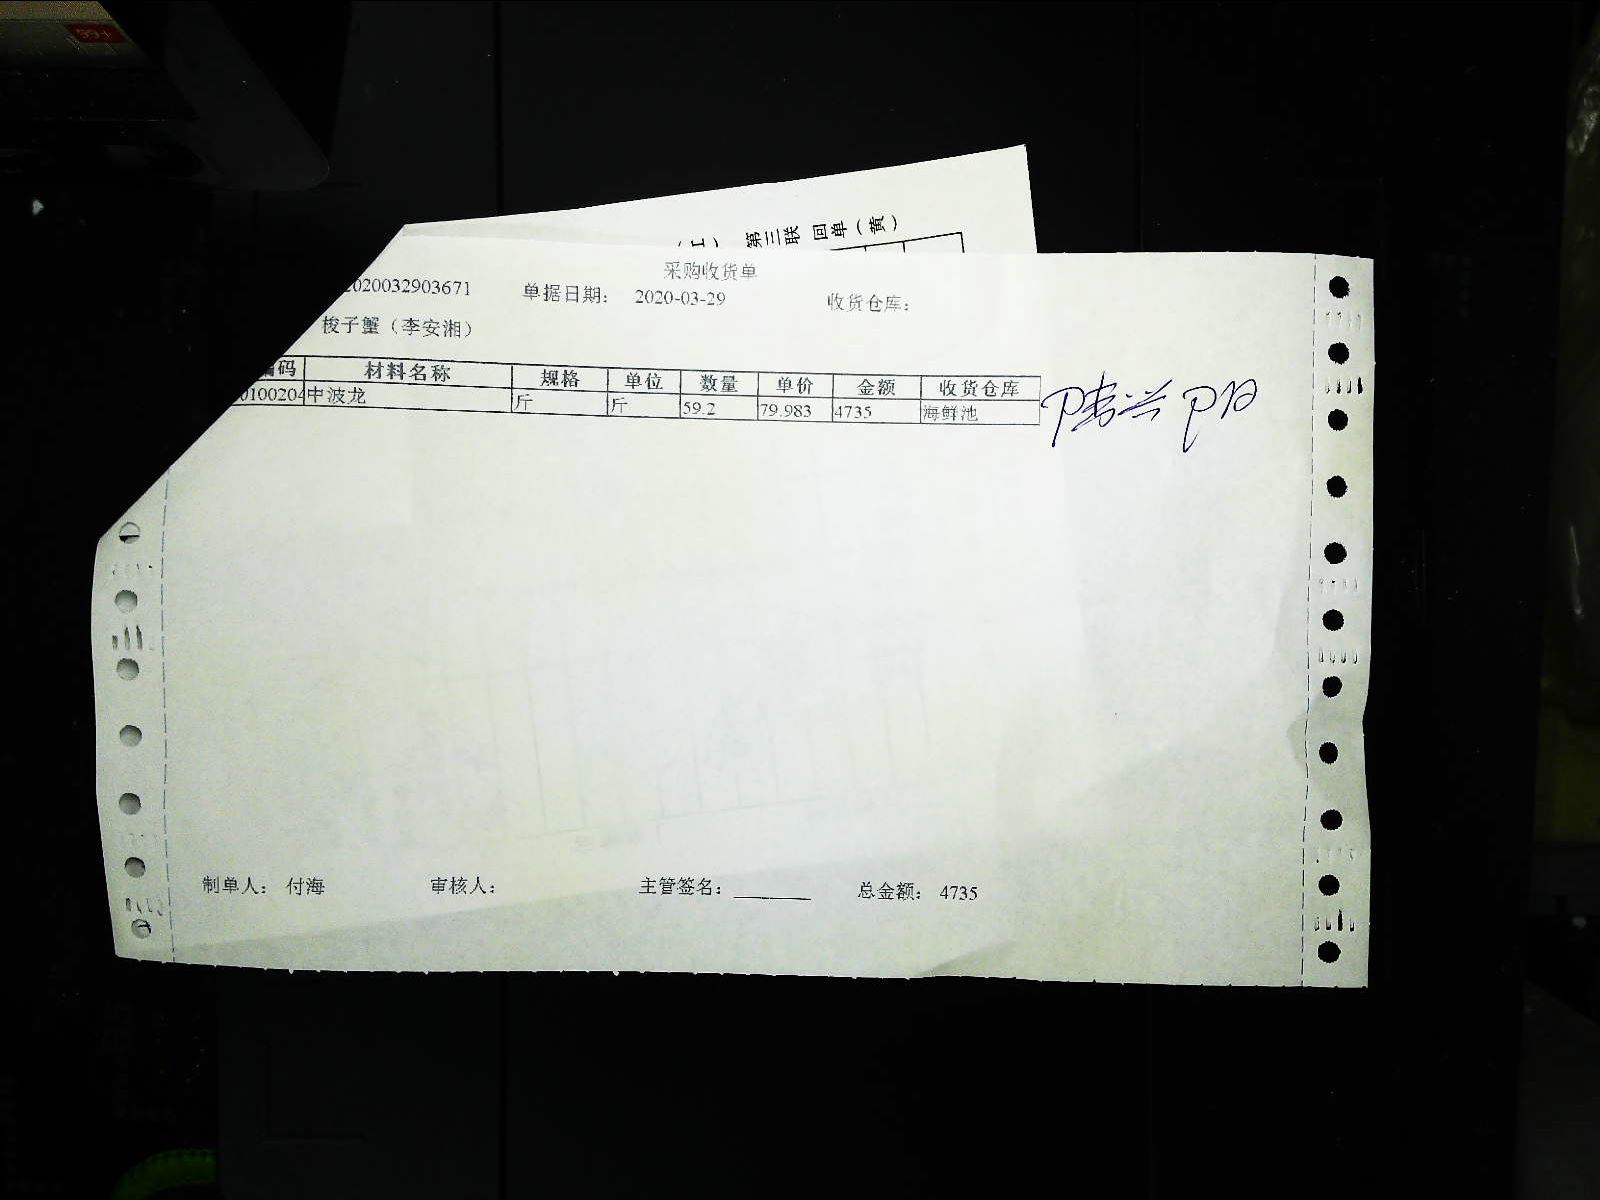 99+
第三联 回单（黄）
采购收货单
2020032903671 单据日期： 2020-03-29 收货仓库：
梭子蟹（李安湘）
编码 材料名称 规格 单位 数量 单价 金额 收货仓库
0100204 中波龙 斤 斤 59.2 79.983 4735 海鲜池
制单人： 付海 审核人： 主管签名： 总金额： 4735